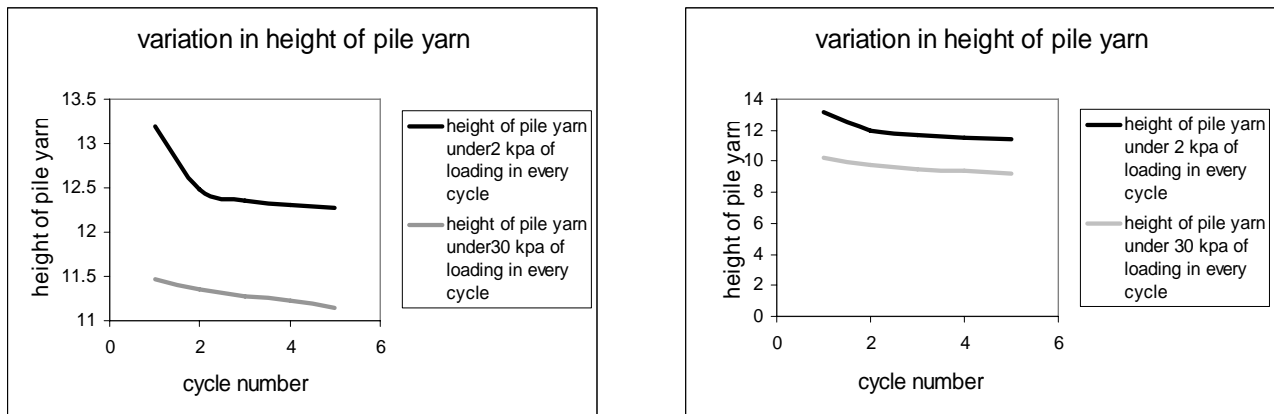 variation in height of pile yarn
13.5
13
12.5
12
11.5
11
0
2
4
6
height of pile yarn
cycle number
height of pile yarn
under2 kpa of
loading in every
cycle
height of pile yarn
under30 kpa of
loading in every
cycle
variation in height of pile yarn
14
12
10
8
6
4
2
0
0
2
4
6
height of pile yarn
cycle number
height of pile yarn
under 2 kpa of
loading in every
cycle
height of pile yarn
under 30 kpa of
loading in every
cycle